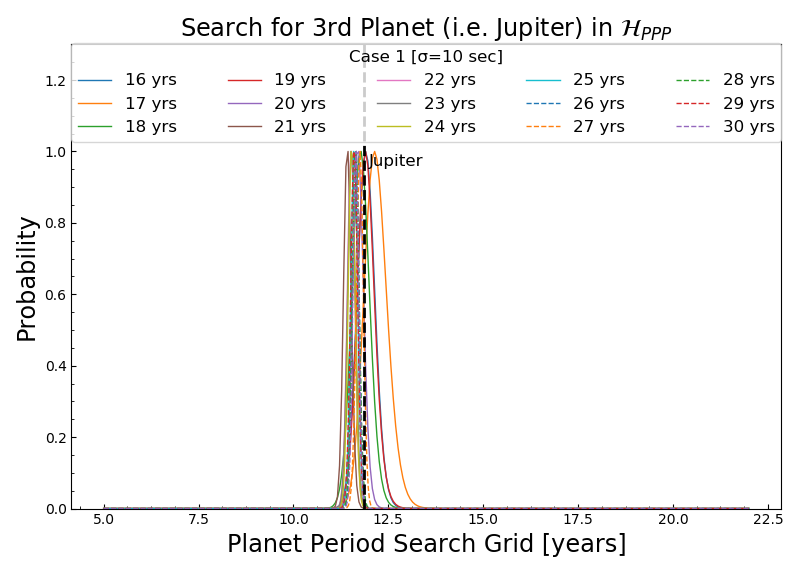 Search for 3rd Planet (i.e. Jupiter) in ℋ_PPP
Case 1 [σ=10 sec]
16 yrs 19 yrs 22 yrs 25 yrs 28 yrs
17 yrs 20 yrs 23 yrs 26 yrs 29 yrs
18 yrs 21 yrs 24 yrs 27 yrs 30 yrs
Jupiter
Probability
1.2
1.0
0.8
0.6
0.4
0.2
0.0
5.0 7.5 10.0 12.5 15.0 17.5 20.0 22.5
Planet Period Search Grid [years]